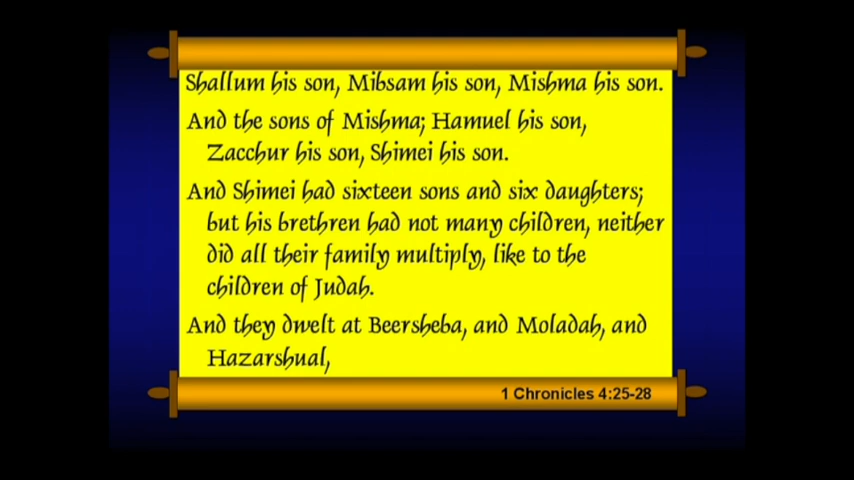 Shallum his son, Mibsam his son, Mishma his son.
And the sons of Mishma; Hamuel his son,
Zacchur his son, Shimei his son.
And Shimei had sixteen sons and six daughters;
but his brethren had not many children, neither
did all their family multiply, like to the
children of Judah.
And they dwelt at Beersheba, and Moladah, and
Hazarshual,
1 Chronicles 4:25-28